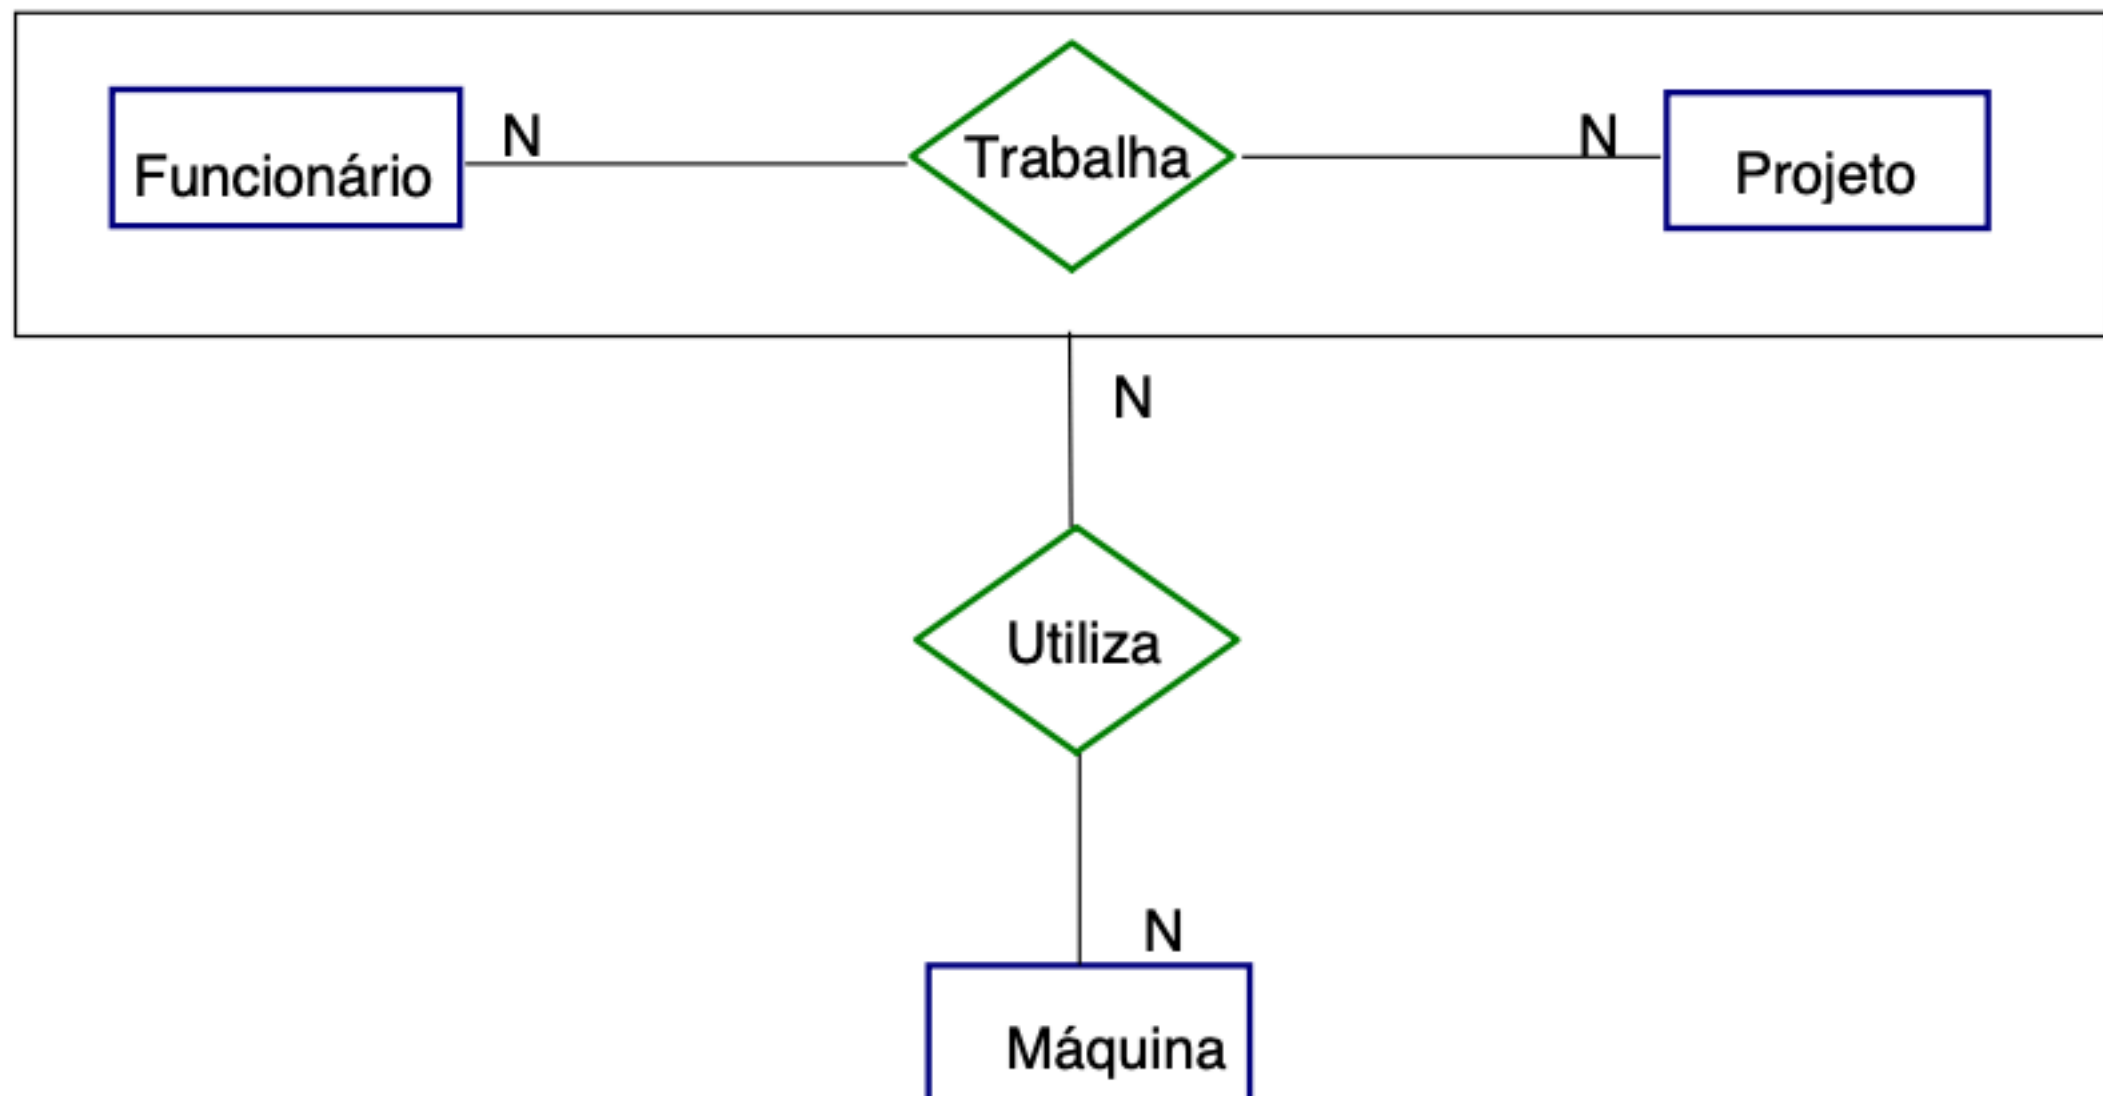 N
N
Funcionário
Trabalha
Projeto
N
Utiliza
N
Máquina